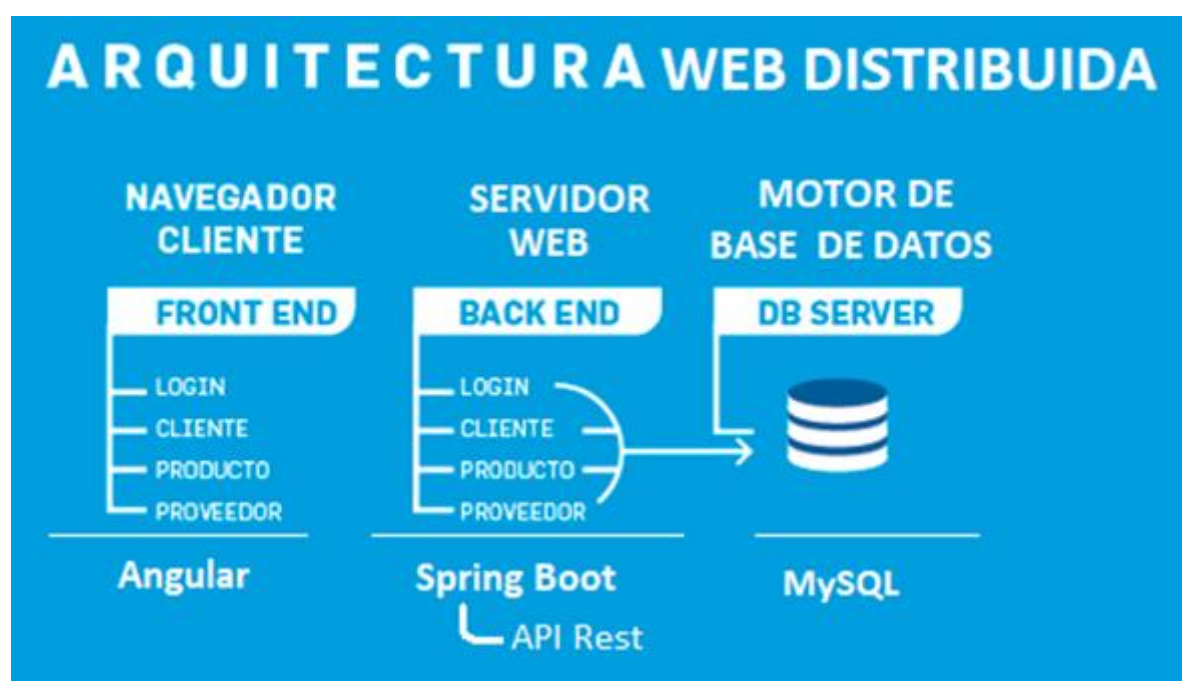 ARQUITECTURA WEB DISTRIBUIDA
NAVEGADOR
CLIENTE
FRONT END
LOGIN
CLIENTE
PRODUCTO
PROVEEDOR
Angular
SERVIDOR
WEB
BACK END
LOGIN
CLIENTE
PRODUCTO
PROVEEDOR
Spring Boot
API Rest
MOTOR DE
BASE DE DATOS
DB SERVER
MySQL